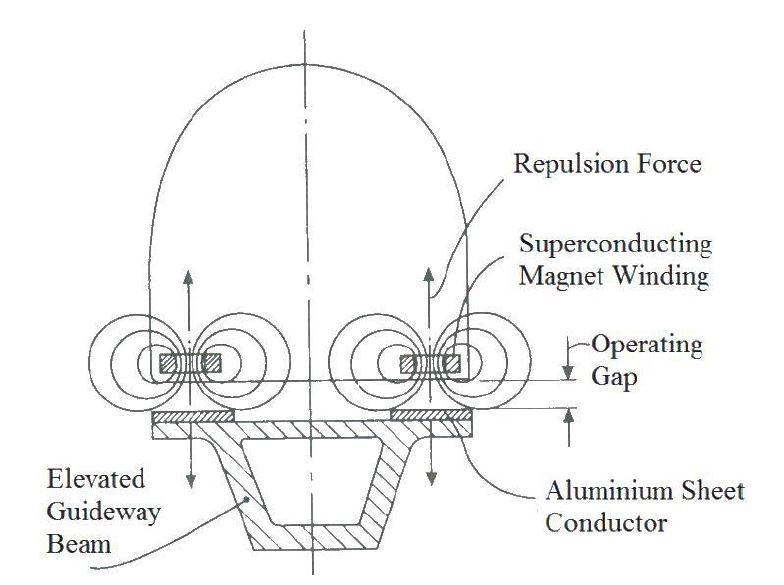 Repulsion Force
Superconducting
Magnet Winding
Operating
Gap
Elevated
Guideway
Beam
Aluminium Sheet
Conductor